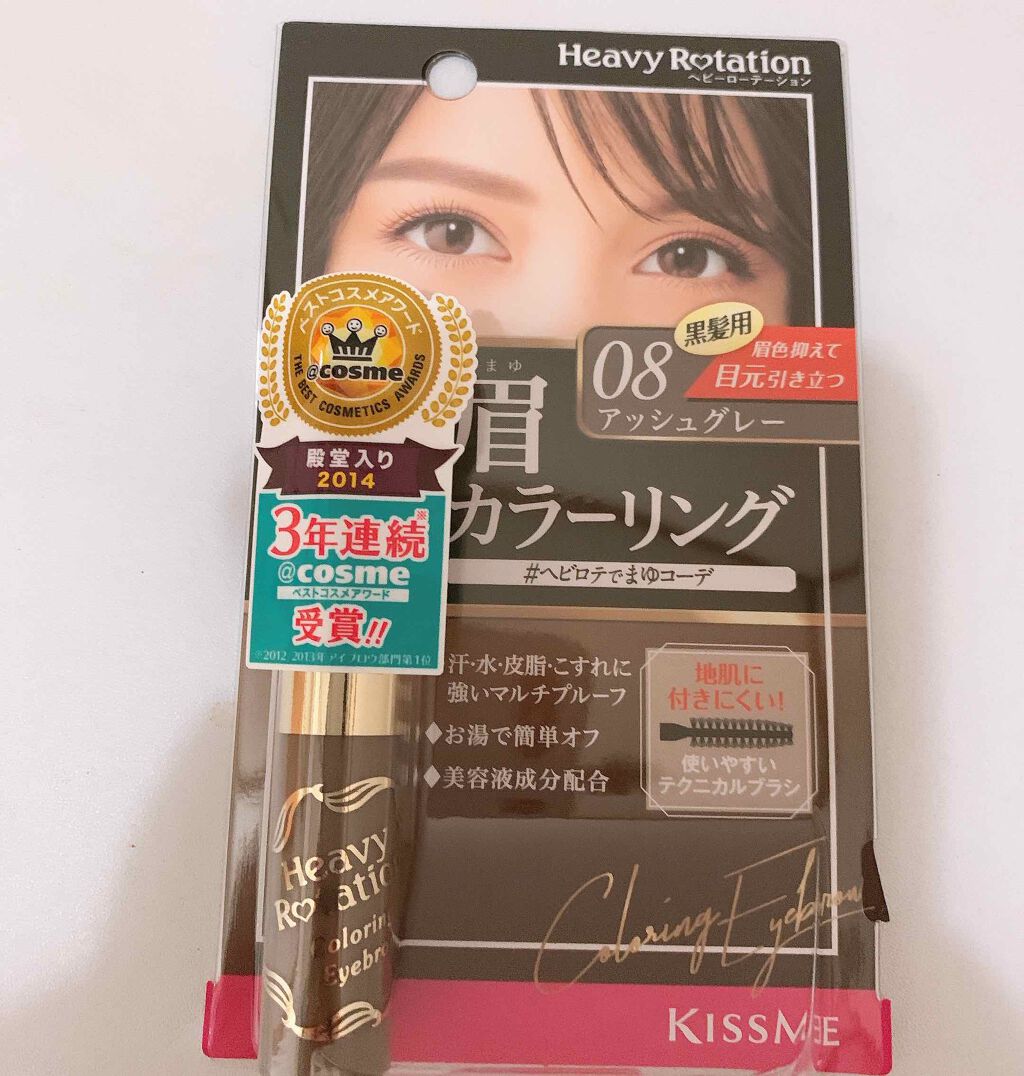 Heavy Rotation
ヘビーローテーション
ベストコスメアワード
@cosme
THE BEST COSMETICS AWARDS
殿堂入り
2014
3年連続※
@cosme
ベストコスメアワード
受賞!!
※2012、2013年アイブロウ部門第1位
黒髪用
08
アッシュグレー
眉色抑えて
目元引き立つ
まゆ
眉
カラーリング
#ヘビロテでまゆコーデ
汗・水・皮脂・こすれに
強いマルチプルーフ
◆お湯で簡単オフ
◆美容液成分配合
地肌に
付きにくい!
使いやすい
テクニカルブラシ
Heavy
Rotatio
Colorin
Eyebro
Coloring Eyebrow
KISSME